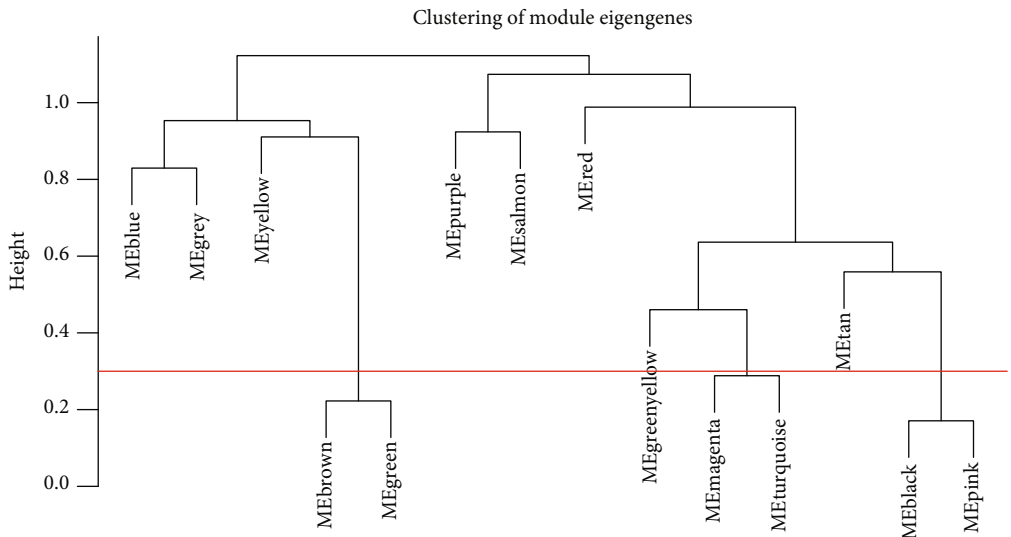 Clustering of module eigengenes
Height
1.0
0.8
0.6
0.4
0.2
0.0
MEblue
MEgrey
MEyellow
MEbrown
MEgreen
MEpurple
MEsalmon
MEred
MEgreenyellow
MEmagenta
MEturquoise
MEtan
MEblack
MEpink